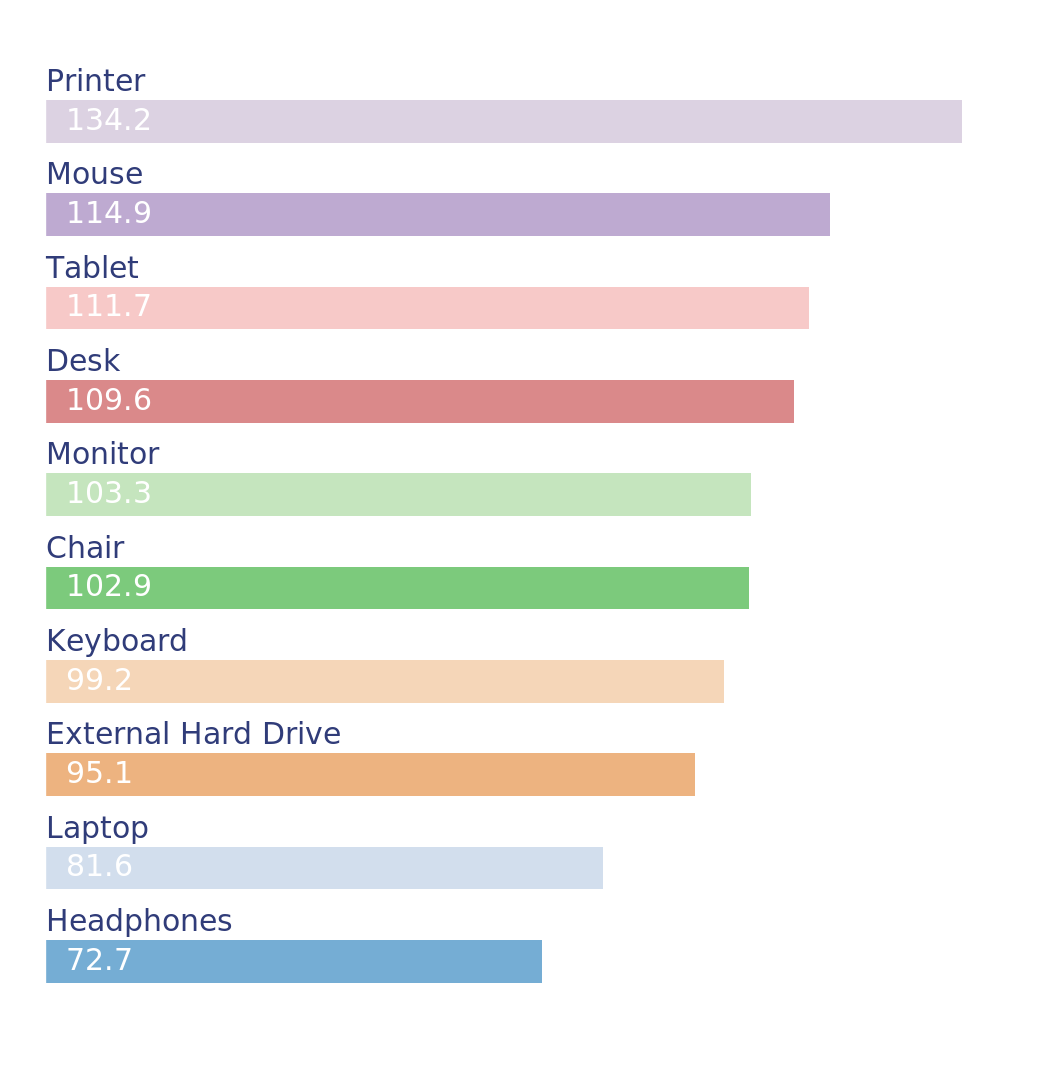 Printer
134.2
Mouse
114.9
Tablet
111.7
Desk
109.6
Monitor
103.3
Chair
102.9
Keyboard
99.2
External Hard Drive
95.1
Laptop
81.6
Headphones
72.7